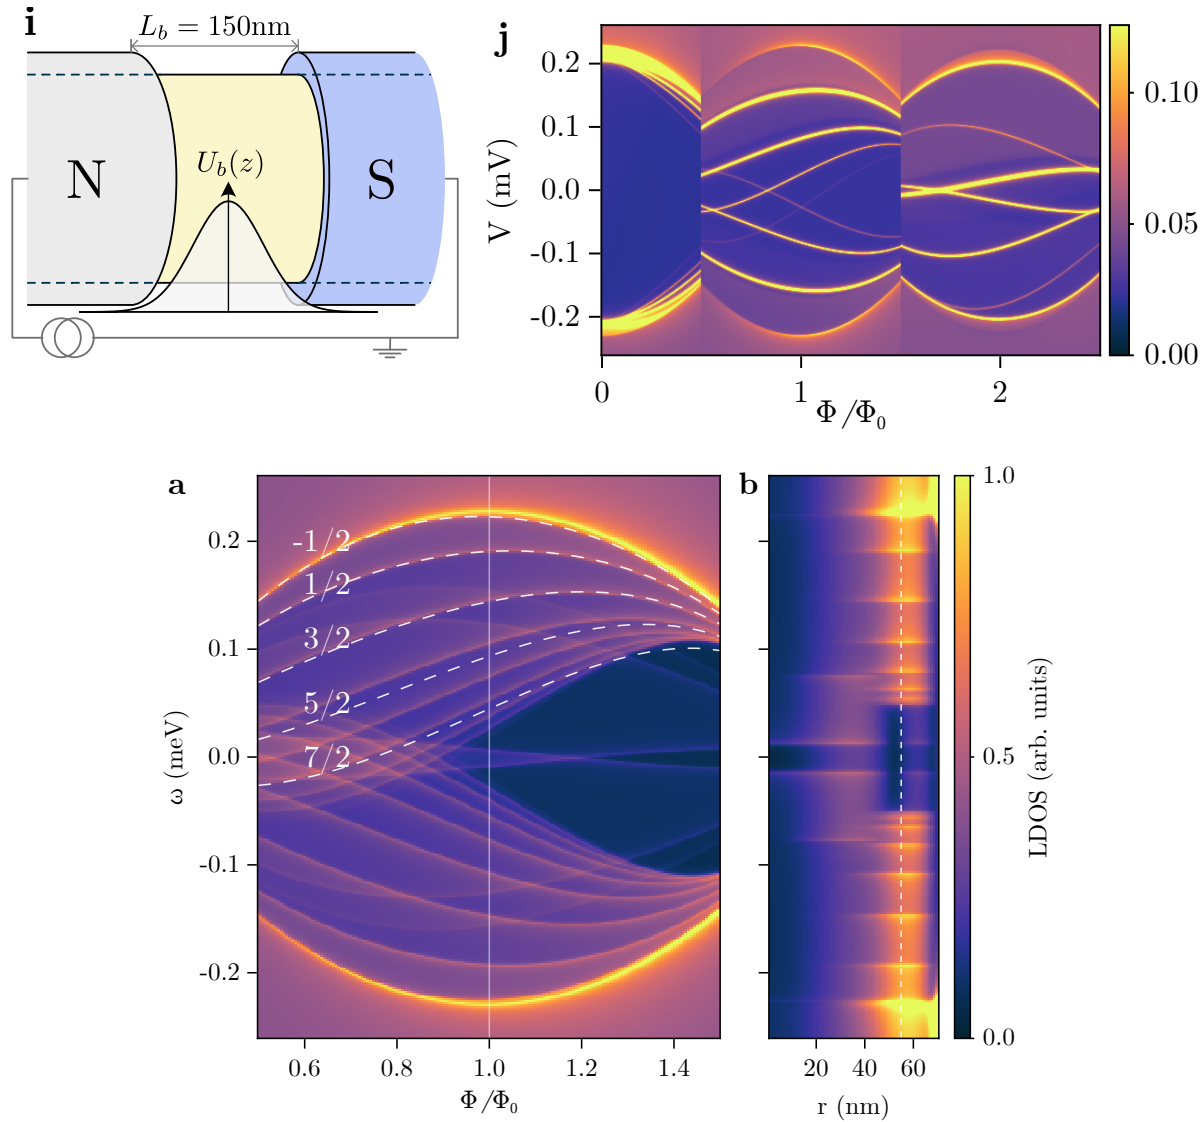 i
L_b = 150nm
N
U_b(z)
S
j
V (mV)
0.2
0.1
0.0
-0.1
-0.2
0
1
2
Φ/Φ₀
0.10
0.05
0.00
a
-1/2
1/2
3/2
5/2
7/2
ω (meV)
0.2
0.1
0.0
-0.1
-0.2
0.6
0.8
1.0
1.2
1.4
Φ/Φ₀
b
20
40
60
r (nm)
1.0
0.5
0.0
LDOS (arb. units)